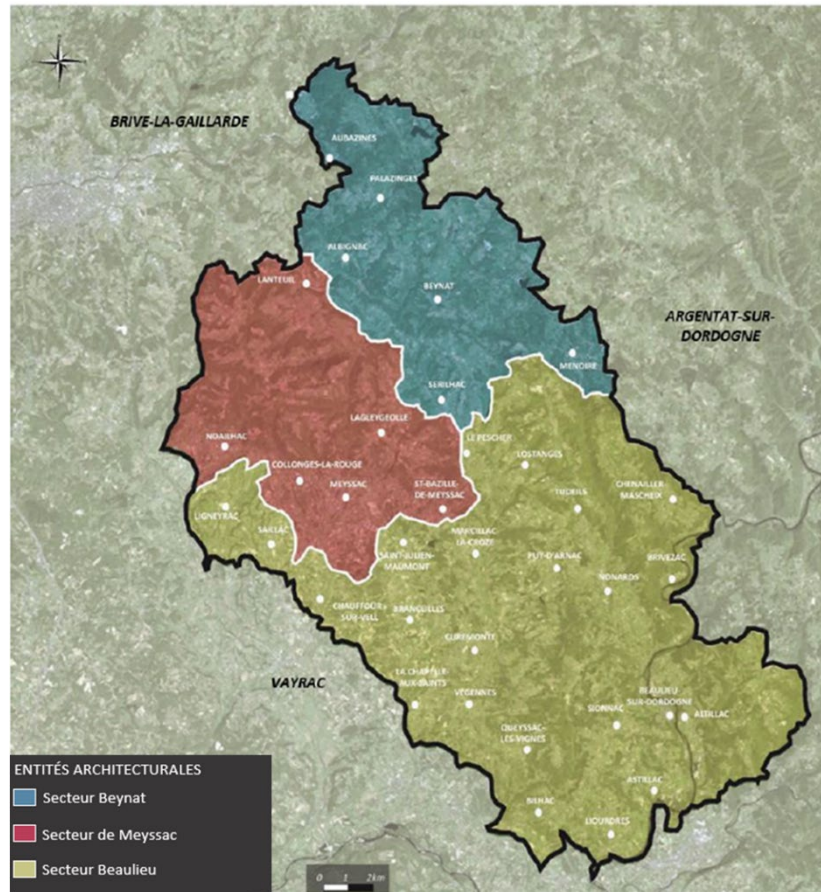 BRIVE-LA-GAILLARDE
AUBAZINES
PALAZINGES
ALBIGNAC
LANTEUIL
BEYNAT
ARGENTAT-SUR-
DORDOGNE
MENOIRE
SERILHAC
LAGLEYGEOLLE
NOAILHAC
LE PESCHER
LOSTANGES
COLLONGES-LA-ROUGE
MEYSSAC
ST-BAZILLE-
DE-MEYSSAC
TUDEILS
CHENAILLER-
MASCHEIX
LIGNEYRAC
SAILLAC
MARCILLAC-
LA-CROZE
SAINT-JULIEN-
MAUMONT
PUY-D'ARNAC
BRIVEZAC
NONARDS
CHAUFFOUR-
SUR-VELL
BRANCEILLES
CUREMONTE
VAYRAC
LA CHAPELLE-
AUX-SAINTS
VEGENNES
SIONNAC
BEAULIEU-
SUR-DORDOGNE
ALTILLAC
QUEYSSAC-
LES-VIGNES
ASTILLAC
BILHAC
LIOURDRES
ENTITÉS ARCHITECTURALES
Secteur Beynat
Secteur de Meyssac
Secteur Beaulieu
0 1 2km